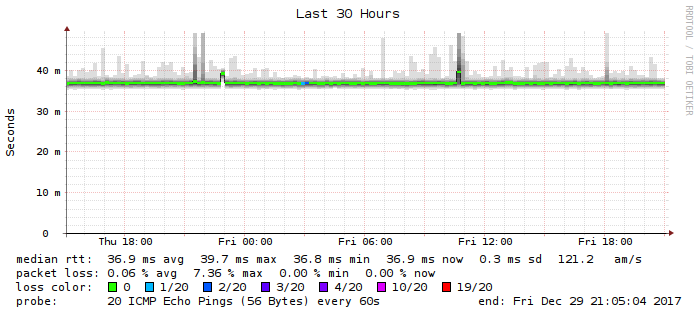 Last 30 Hours
RRDTOOL / TOBI OETIKER
Seconds
40 m
30 m
20 m
10 m
0
Thu 18:00 Fri 00:00 Fri 06:00 Fri 12:00 Fri 18:00
median rtt: 36.9 ms avg 39.7 ms max 36.8 ms min 36.9 ms now 0.3 ms sd 121.2 am/s
packet loss: 0.06 % avg 7.36 % max 0.00 % min 0.00 % now
loss color: 0 1/20 2/20 3/20 4/20 10/20 19/20
probe: 20 ICMP Echo Pings (56 Bytes) every 60s end: Fri Dec 29 21:05:04 2017